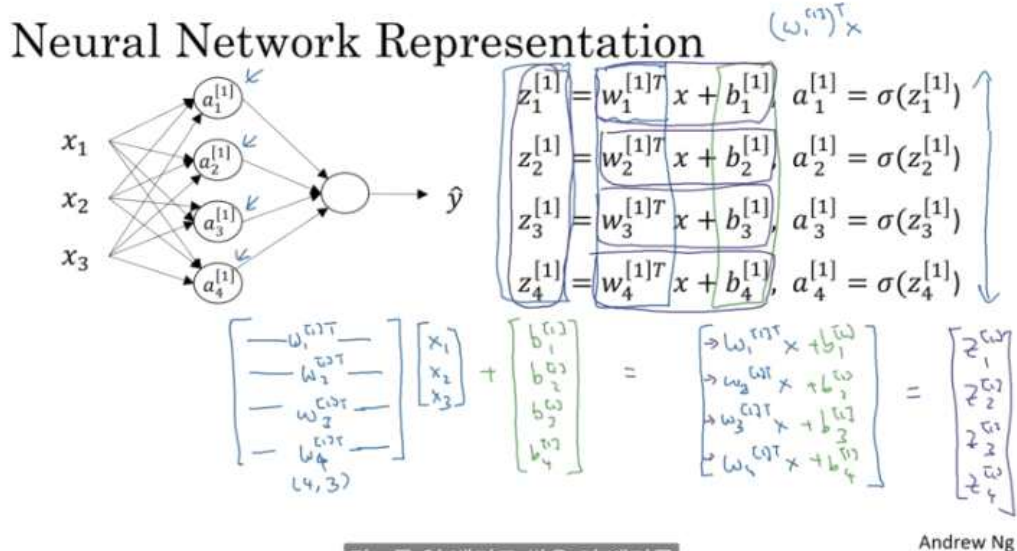 (w₁^[1])ᵀ x
Neural Network Representation
x₁
x₂
x₃
a₁^[1]
a₂^[1]
a₃^[1]
a₄^[1]
ŷ
z₁^[1] = w₁^[1]T x + b₁^[1], a₁^[1] = σ(z₁^[1])
z₂^[1] = w₂^[1]T x + b₂^[1], a₂^[1] = σ(z₂^[1])
z₃^[1] = w₃^[1]T x + b₃^[1], a₃^[1] = σ(z₃^[1])
z₄^[1] = w₄^[1]T x + b₄^[1], a₄^[1] = σ(z₄^[1])
w₁^[1]T x₁ b₁^[1] → w₁^[1]T x + b₁^[1] z₁^[1]
w₂^[1]T x₂ + b₂^[1] = → w₂^[1]T x + b₂^[1] = z₂^[1]
w₃^[1]T x₃ b₃^[1] → w₃^[1]T x + b₃^[1] z₃^[1]
w₄^[1]T b₄^[1] → w₄^[1]T x + b₄^[1] z₄^[1]
(4,3)
Andrew Ng